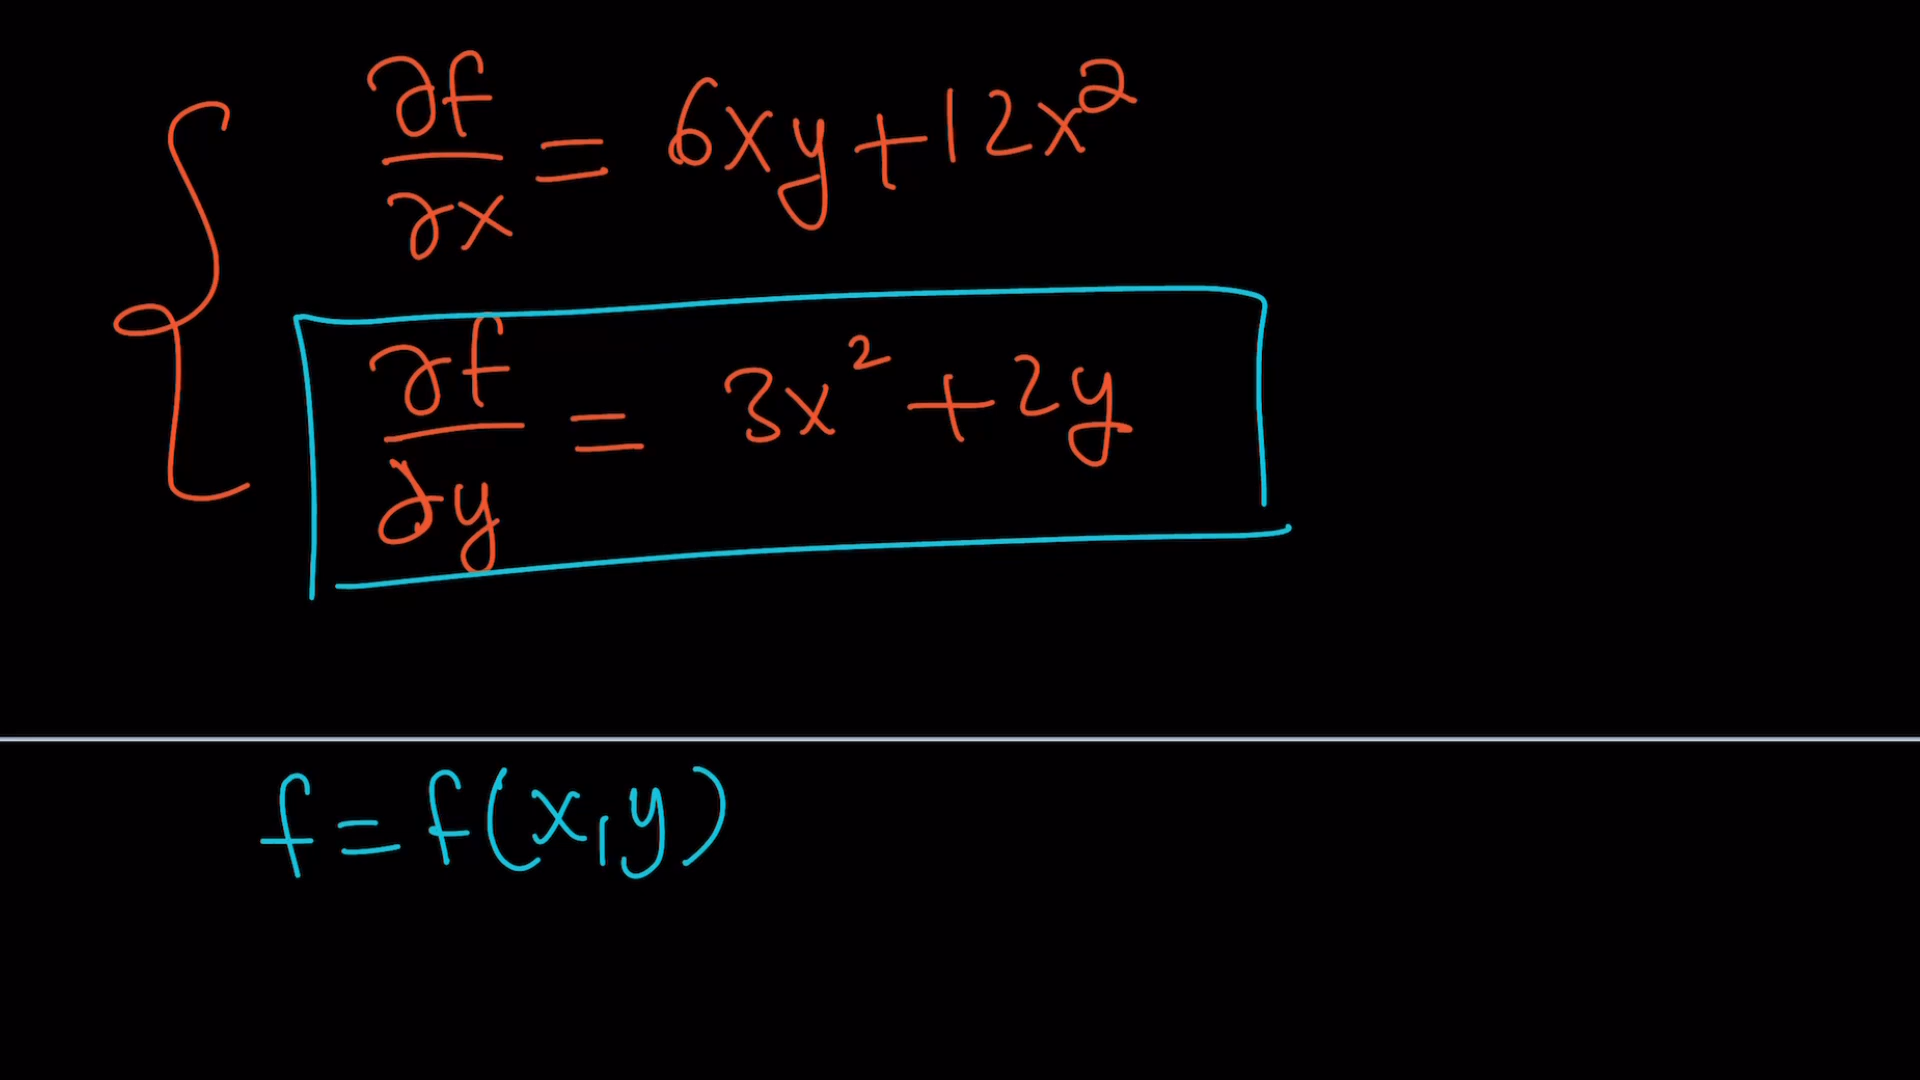 ∂f/∂x = 6xy + 12x²
∂f/∂y = 3x² + 2y
f = f(x,y)